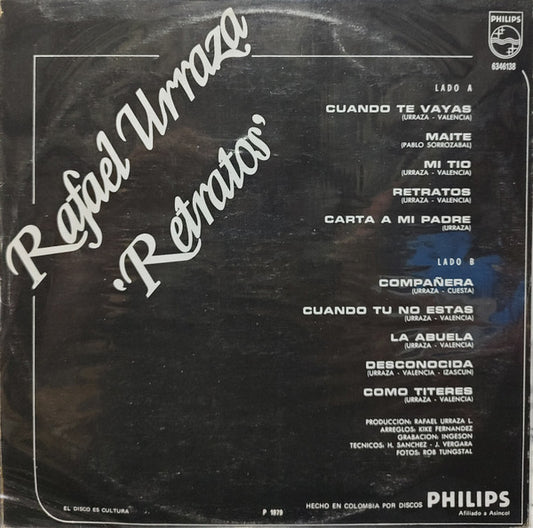 PHILIPS
6346138
Rafael Urraza
'Retratos'
LADO A
CUANDO TE VAYAS
(URRAZA - VALENCIA)
MAITE
(PABLO SORROZABAL)
MI TIO
(URRAZA - VALENCIA)
RETRATOS
(URRAZA - VALENCIA)
CARTA A MI PADRE
(URRAZA)
LADO B
COMPAÑERA
(URRAZA - CUESTA)
CUANDO TU NO ESTAS
(URRAZA - VALENCIA)
LA ABUELA
(URRAZA - VALENCIA)
DESCONOCIDA
(URRAZA - VALENCIA - IZASCUN)
COMO TITERES
(URRAZA - VALENCIA)
PRODUCCION: RAFAEL URRAZA L.
ARREGLOS: KIKE FERNANDEZ
GRABACION: INGESON
TECNICOS: H. SANCHEZ - J. VERGARA
FOTOS: ROB TUNGSTAL
EL DISCO ES CULTURA
P 1979
HECHO EN COLOMBIA POR DISCOS PHILIPS
Afiliado a Asincol